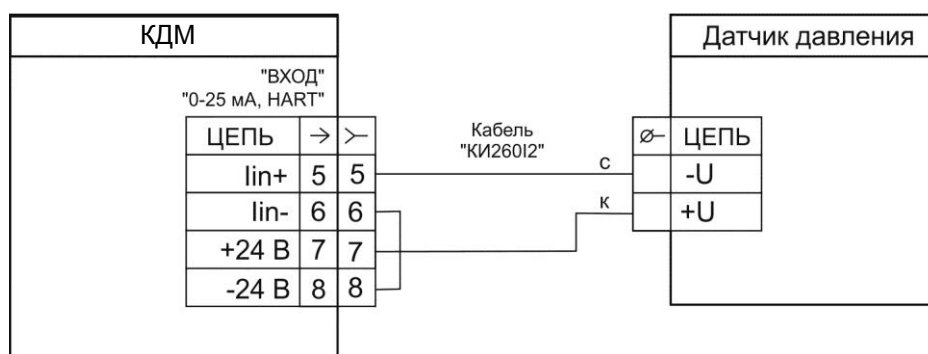 КДМ
Датчик давления
"ВХОД"
"0-25 мА, HART"
ЦЕПЬ
Iin+ 5 5
Iin- 6 6
+24 В 7 7
-24 В 8 8
Кабель
"КИ260I2"
с
к
ЦЕПЬ
-U
+U